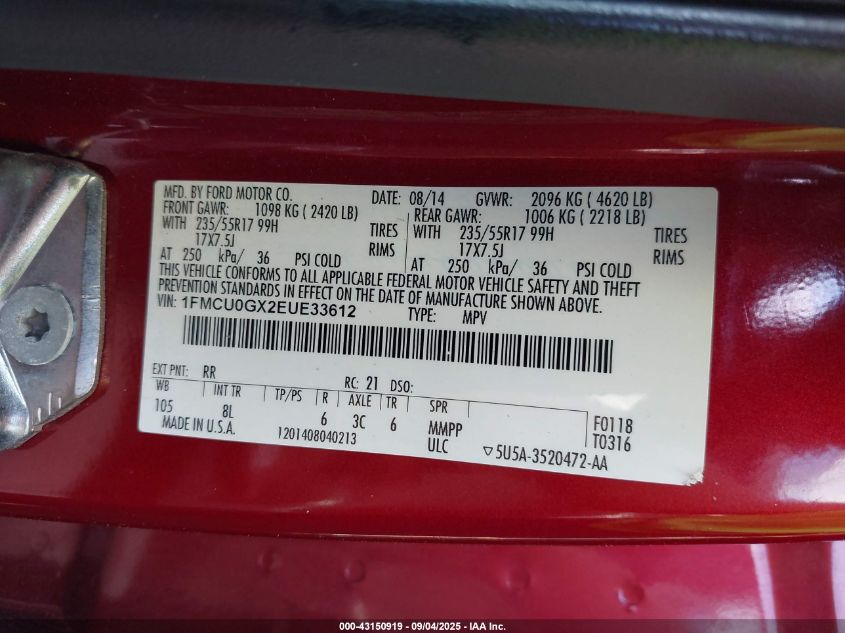 MFD. BY FORD MOTOR CO. DATE: 08/14 GVWR: 2096 KG ( 4620 LB)
FRONT GAWR: 1098 KG ( 2420 LB) REAR GAWR: 1006 KG ( 2218 LB)
WITH 235/55R17 99H TIRES WITH 235/55R17 99H TIRES
17X7.5J RIMS 17X7.5J RIMS
AT 250 kPa/ 36 PSI COLD AT 250 kPa/ 36 PSI COLD
THIS VEHICLE CONFORMS TO ALL APPLICABLE FEDERAL MOTOR VEHICLE SAFETY AND THEFT
PREVENTION STANDARDS IN EFFECT ON THE DATE OF MANUFACTURE SHOWN ABOVE.
VIN: 1FMCU0GX2EUE33612 TYPE: MPV
EXT PNT: RR RC: 21 DSO:
WB INT TR TP/PS R AXLE TR SPR
105 8L 6 3C 6 MMPP F0118
MADE IN U.S.A. 1201408040213 ULC ▽5U5A-3520472-AA T0316
000-43150919 - 09/04/2025 - IAA Inc.